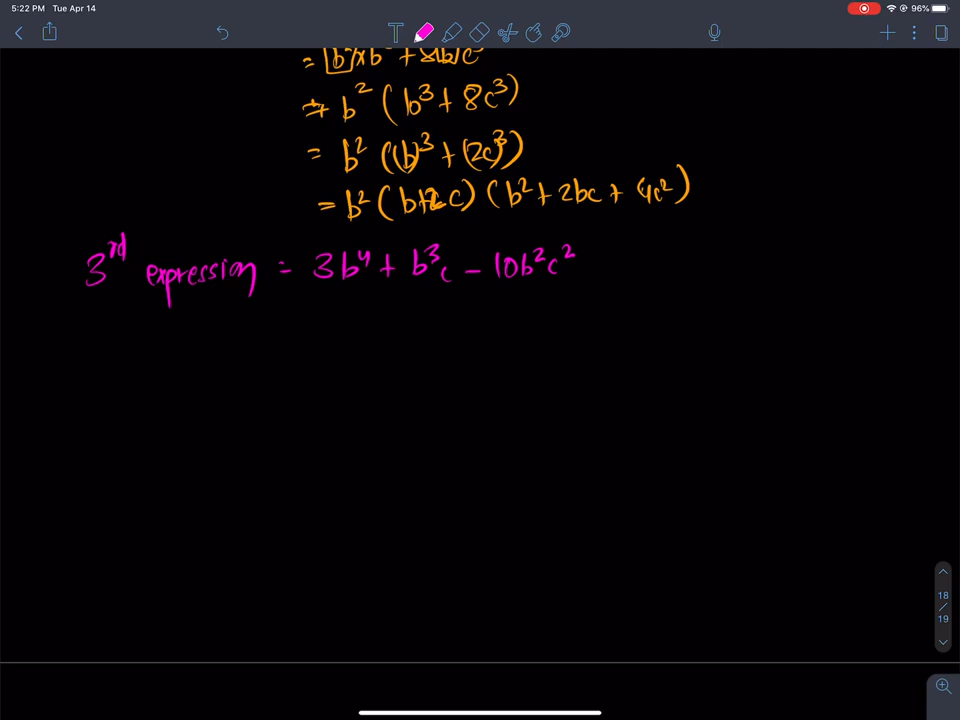 5:22 PM Tue Apr 14
96%
T
⇒ b² (b³ + 8c³)
= b² ((b)³ + (2c)³)
= b² (b+2c) (b² + 2bc + 4c²)
3rd expression = 3b⁴ + b³c - 10b²c²
18
/
19